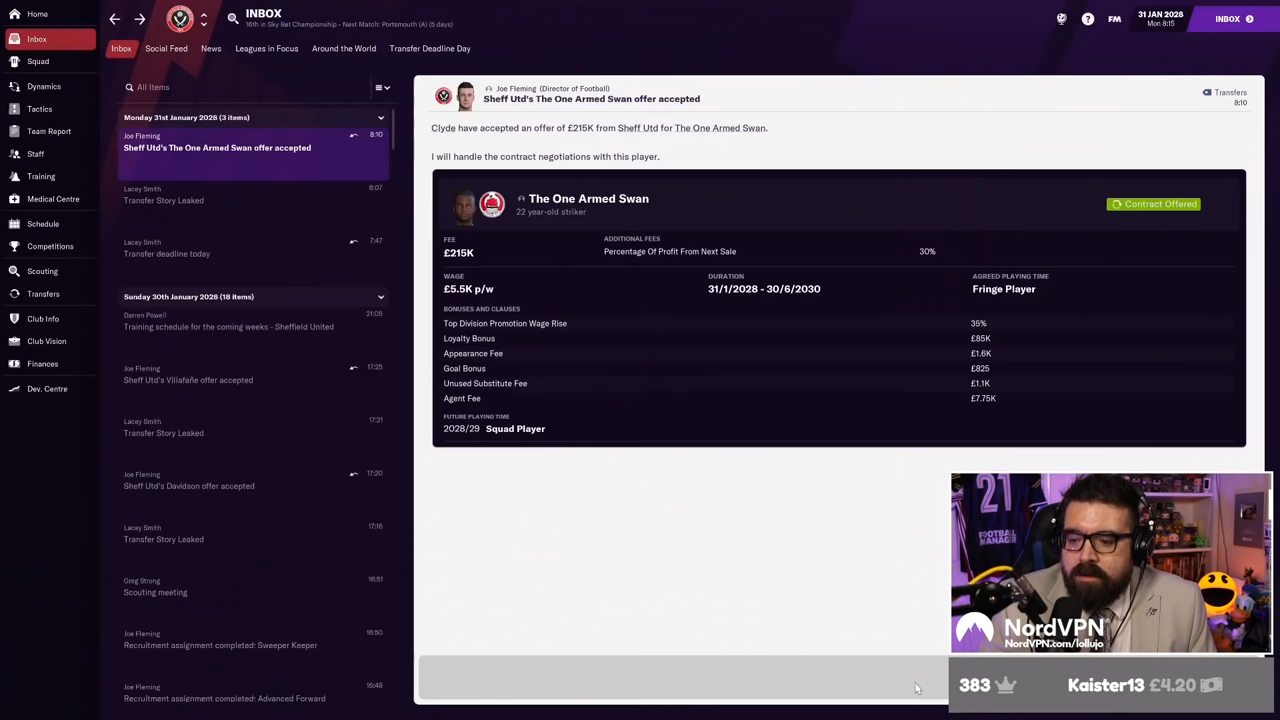 Home
Inbox
Squad
Dynamics
Tactics
Team Report
Staff
Training
Medical Centre
Schedule
Competitions
Scouting
Transfers
Club Info
Club Vision
Finances
Dev. Centre
INBOX
16th in Sky Bet Championship - Next Match: Portsmouth (A) (5 days)
FM
31 JAN 2028
Mon 8:15
INBOX
Inbox
Social Feed
News
Leagues in Focus
Around the World
Transfer Deadline Day
All Items
Monday 31st January 2028 (3 items)
Joe Fleming 8:10
Sheff Utd's The One Armed Swan offer accepted
Lacey Smith 8:07
Transfer Story Leaked
Lacey Smith 7:47
Transfer deadline today
Sunday 30th January 2028 (18 items)
Darren Powell 21:05
Training schedule for the coming weeks - Sheffield United
Joe Fleming 17:25
Sheff Utd's Villafañe offer accepted
Lacey Smith 17:21
Transfer Story Leaked
Joe Fleming 17:20
Sheff Utd's Davidson offer accepted
Lacey Smith 17:16
Transfer Story Leaked
Greg Strong 16:51
Scouting meeting
Joe Fleming 16:50
Recruitment assignment completed: Sweeper Keeper
Joe Fleming 16:48
Recruitment assignment completed: Advanced Forward
Joe Fleming (Director of Football)
Sheff Utd's The One Armed Swan offer accepted
Transfers
8:10
Clyde have accepted an offer of £215K from Sheff Utd for The One Armed Swan.
I will handle the contract negotiations with this player.
The One Armed Swan
22 year-old striker
Contract Offered
FEE
£215K
ADDITIONAL FEES
Percentage Of Profit From Next Sale 30%
WAGE
£5.5K p/w
DURATION
31/1/2028 - 30/6/2030
AGREED PLAYING TIME
Fringe Player
BONUSES AND CLAUSES
Top Division Promotion Wage Rise 35%
Loyalty Bonus £85K
Appearance Fee £1.6K
Goal Bonus £825
Unused Substitute Fee £1.1K
Agent Fee £7.75K
FUTURE PLAYING TIME
2028/29 Squad Player
21
FOOTBALL
MANAGER
NordVPN
NordVPN.com/lollujo
383
Kaister13 £4.20